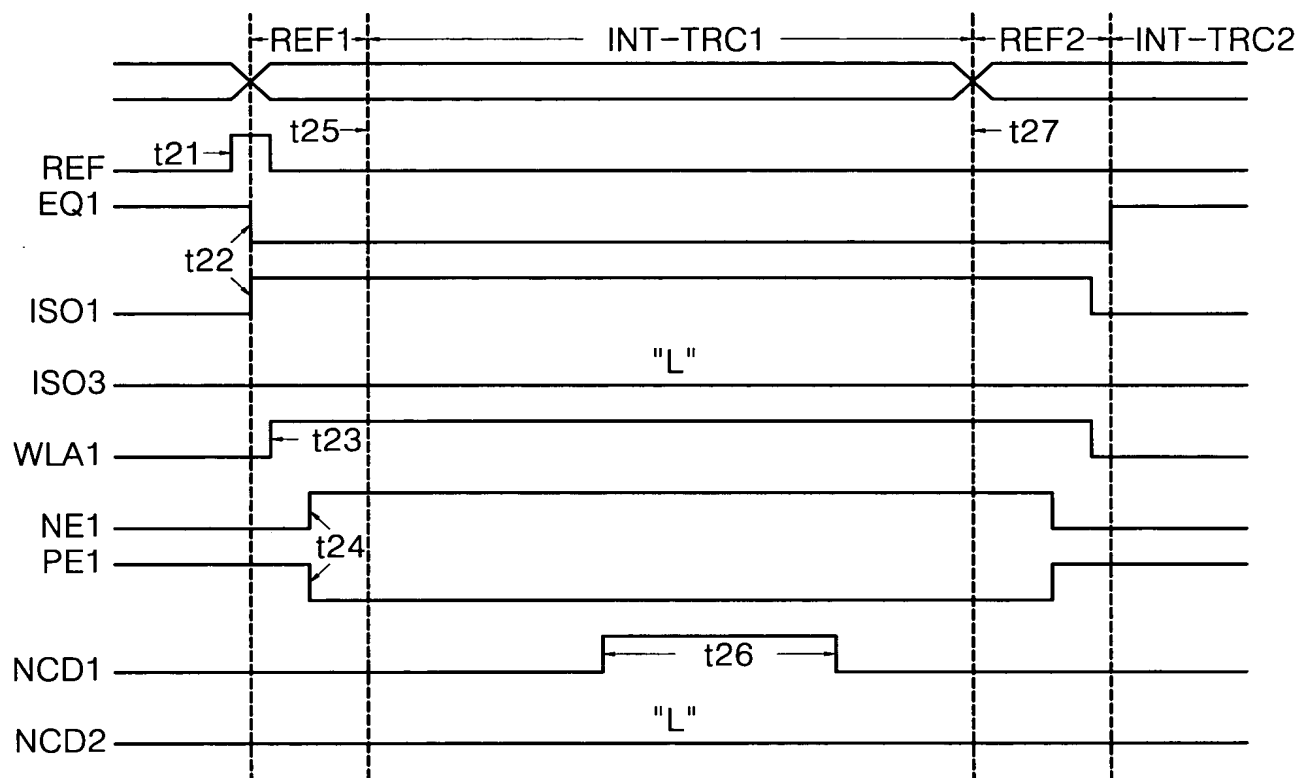 REF1 INT-TRC1 REF2 INT-TRC2
t25 t27
t21
REF
EQ1
t22
ISO1
"L"
ISO3
t23
WLA1
NE1
t24
PE1
t26
NCD1
"L"
NCD2